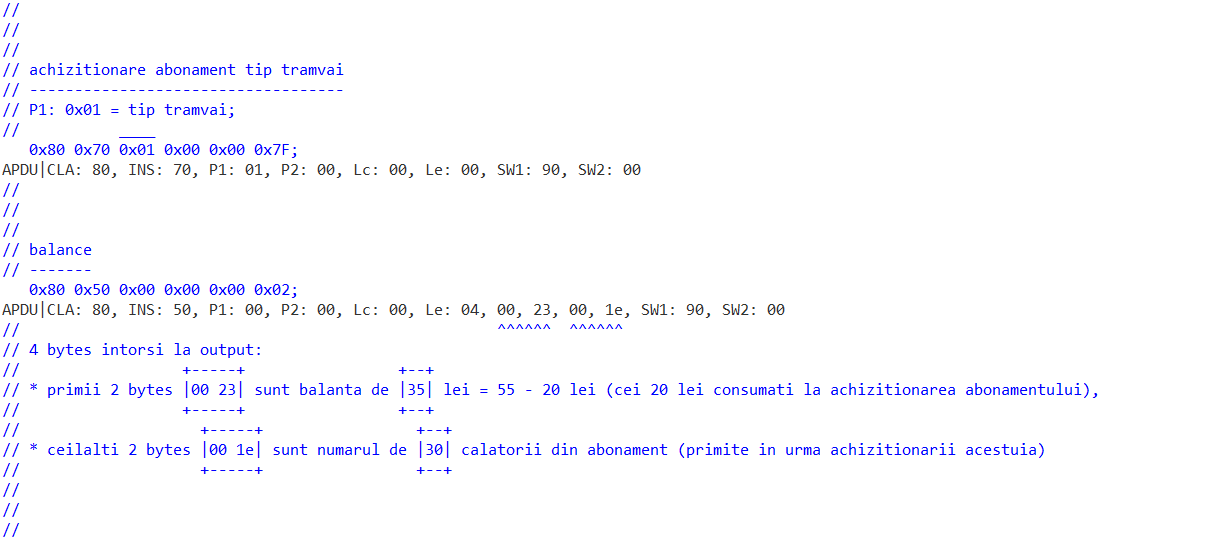 //
//
//
// achizitionare abonament tip tramvai
// -----------------------------------
// P1: 0x01 = tip tramvai;
//           ____
   0x80 0x70 0x01 0x00 0x00 0x7F;
APDU|CLA: 80, INS: 70, P1: 01, P2: 00, Lc: 00, Le: 00, SW1: 90, SW2: 00
//
//
//
// balance
// -------
   0x80 0x50 0x00 0x00 0x00 0x02;
APDU|CLA: 80, INS: 50, P1: 00, P2: 00, Lc: 00, Le: 04, 00, 23, 00, 1e, SW1: 90, SW2: 00
//                                                     ^^^^^^  ^^^^^^
// 4 bytes intorsi la output:
//                  +-----+                 +--+
// * primii 2 bytes |00 23| sunt balanta de |35| lei = 55 - 20 lei (cei 20 lei consumati la achizitionarea abonamentului),
//                  +-----+                 +--+
//                    +-----+                 +--+
// * ceilalti 2 bytes |00 1e| sunt numarul de |30| calatorii din abonament (primite in urma achizitionarii acestuia)
//                    +-----+                 +--+
//
//
//